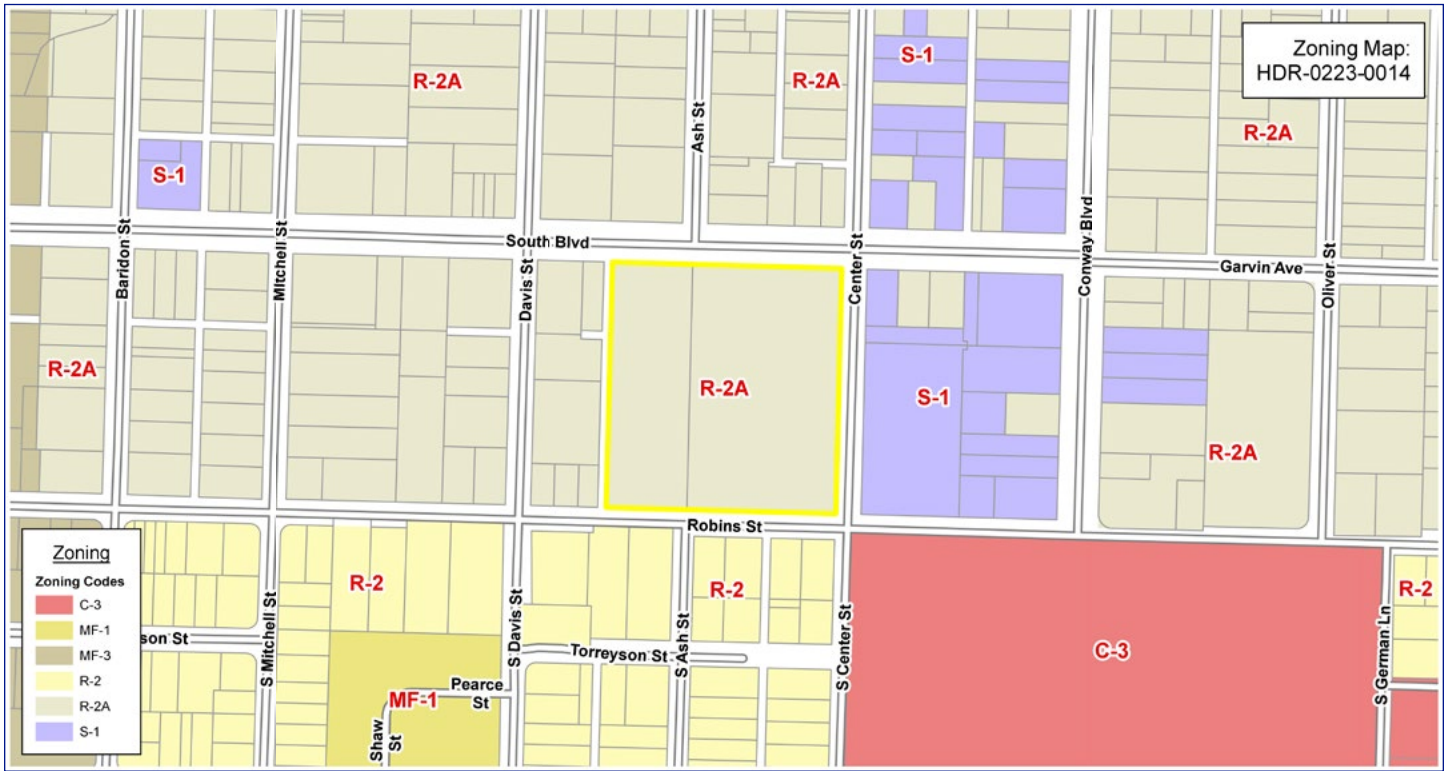 Zoning Map:
HDR-0223-0014
S-1
R-2A
R-2A
R-2A
Ash St
S-1
Baridon St
Mitchell St
South Blvd
Davis St
Center St
Conway Blvd
Garvin Ave
Oliver St
R-2A
R-2A
S-1
R-2A
Robins St
Zoning
Zoning Codes
C-3
MF-1
MF-3
R-2
R-2A
S-1
son St
S Mitchell St
R-2
S Davis St
R-2
S Ash St
Torreyson St
S Center St
R-2
C-3
S German Ln
Pearce
St
MF-1
Shaw
St